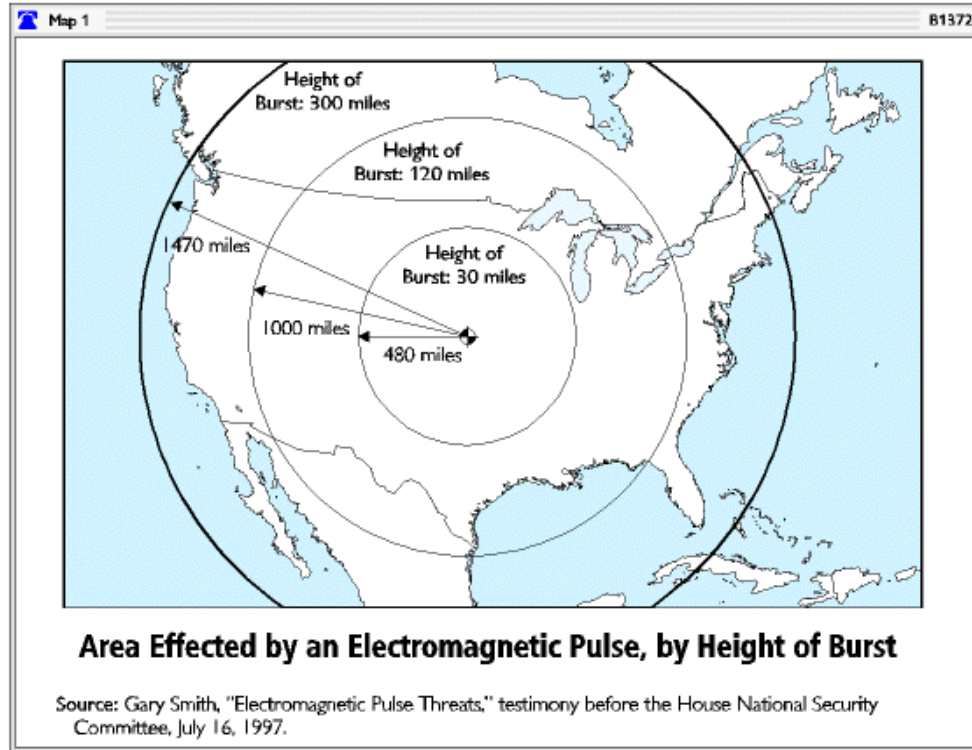 Map 1
B1372
Height of
Burst: 300 miles
Height of
Burst: 120 miles
Height of
Burst: 30 miles
1470 miles
1000 miles
480 miles
Area Effected by an Electromagnetic Pulse, by Height of Burst
Source: Gary Smith, "Electromagnetic Pulse Threats," testimony before the House National Security
Committee, July 16, 1997.